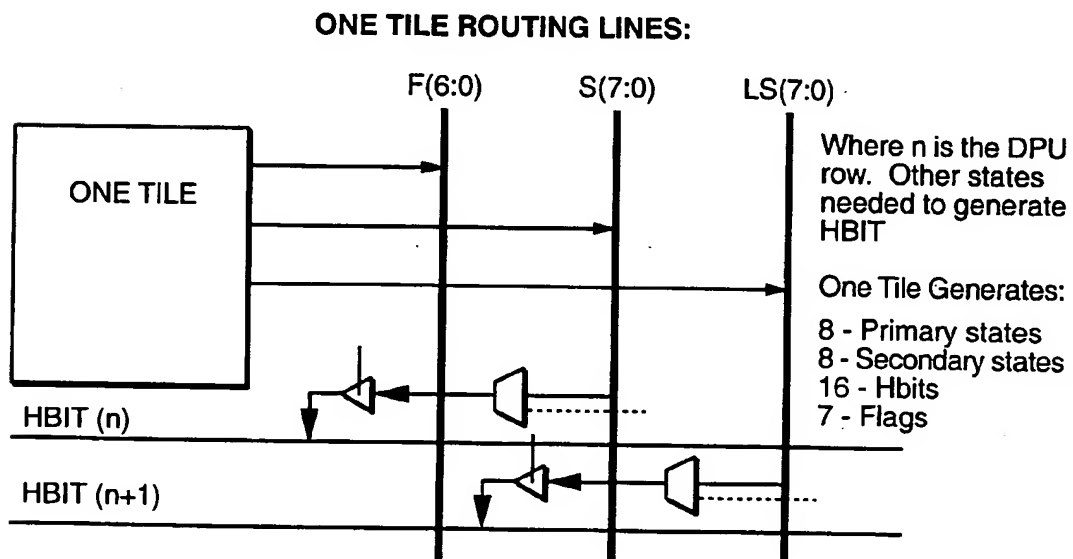 ONE TILE ROUTING LINES:
F(6:0)
S(7:0)
LS(7:0)
ONE TILE
Where n is the DPU
row. Other states
needed to generate
HBIT
One Tile Generates:
8 - Primary states
8 - Secondary states
16 - Hbits
7 - Flags
HBIT (n)
HBIT (n+1)